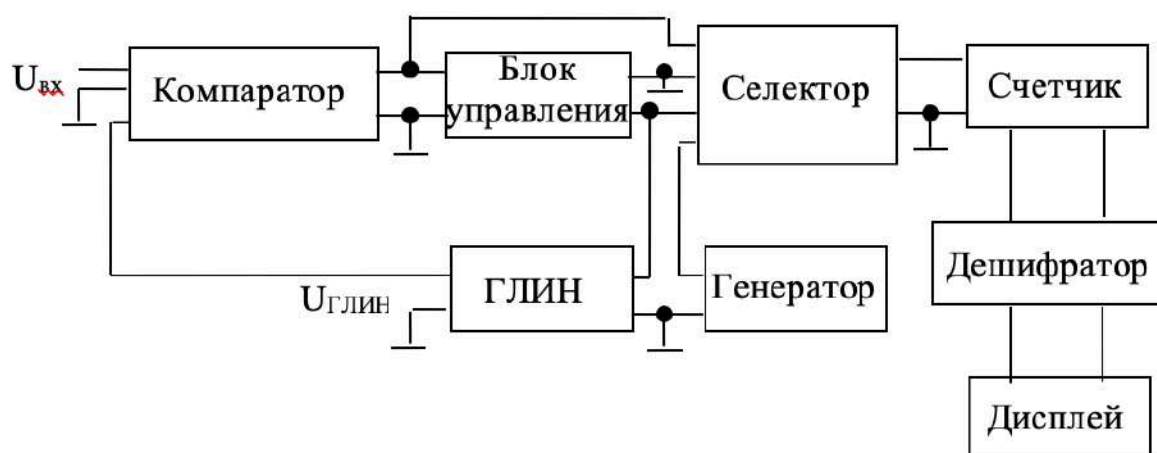 Uвх
Компаратор
Блок
управления
Селектор
Счетчик
Дешифратор
UГЛИН
ГЛИН
Генератор
Дисплей